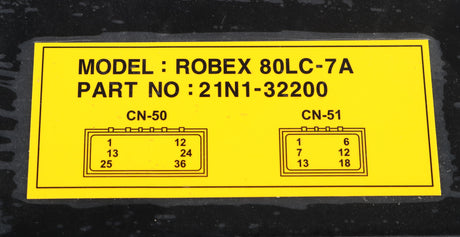 MODEL : ROBEX 80LC-7A
PART NO : 21N1-32200
CN-50 CN-51
1 12 1 6
13 24 7 12
25 36 13 18